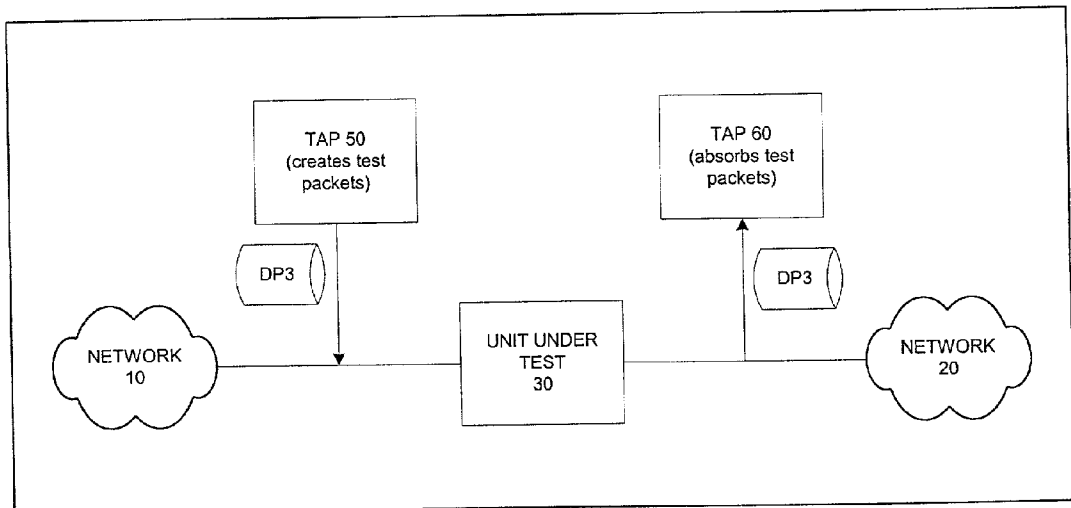 TAP 50
(creates test
packets)
TAP 60
(absorbs test
packets)
DP3
DP3
NETWORK
10
UNIT UNDER
TEST
30
NETWORK
20